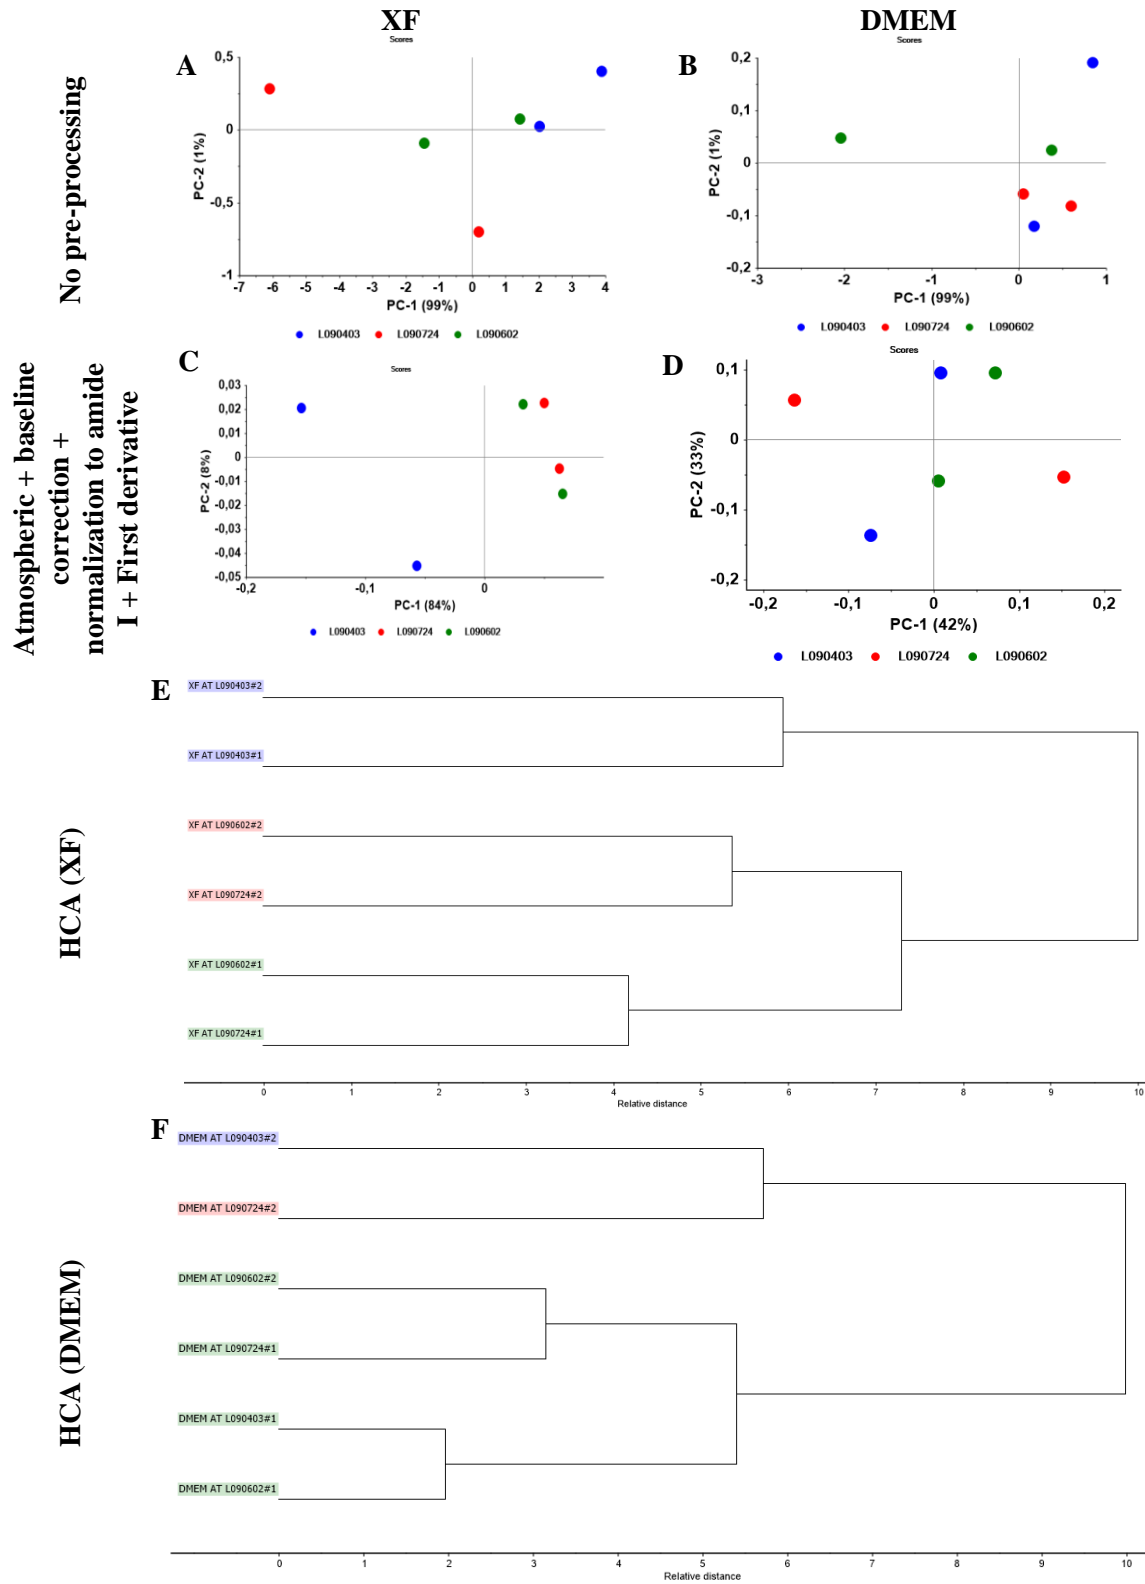 XF
DMEM
Scores
Scores
No pre-processing
A
0,5
0
-0,5
-1
PC-2 (1%)
-7 -6 -5 -4 -3 -2 -1 0 1 2 3 4
PC-1 (99%)
L090403 L090724 L090602
B
0,2
0,1
0
-0,1
-0,2
PC-2 (1%)
-3 -2 -1 0 1
PC-1 (99%)
L090403 L090724 L090602
Atmospheric + baseline
correction +
normalization to amide
I + First derivative
C
Scores
0,03
0,02
0,01
0
-0,01
-0,02
-0,03
-0,04
-0,05
PC-2 (8%)
-0,2 -0,1 0
PC-1 (84%)
L090403 L090724 L090602
D
Scores
0,1
0
-0,1
-0,2
PC-2 (33%)
-0,2 -0,1 0 0,1 0,2
PC-1 (42%)
L090403 L090724 L090602
HCA (XF)
E
XF AT L090403#2
XF AT L090403#1
XF AT L090602#2
XF AT L090724#2
XF AT L090602#1
XF AT L090724#1
0 1 2 3 4 5 6 7 8 9 10
Relative distance
HCA (DMEM)
F
DMEM AT L090403#2
DMEM AT L090724#2
DMEM AT L090602#2
DMEM AT L090724#1
DMEM AT L090403#1
DMEM AT L090602#1
0 1 2 3 4 5 6 7 8 9 10
Relative distance